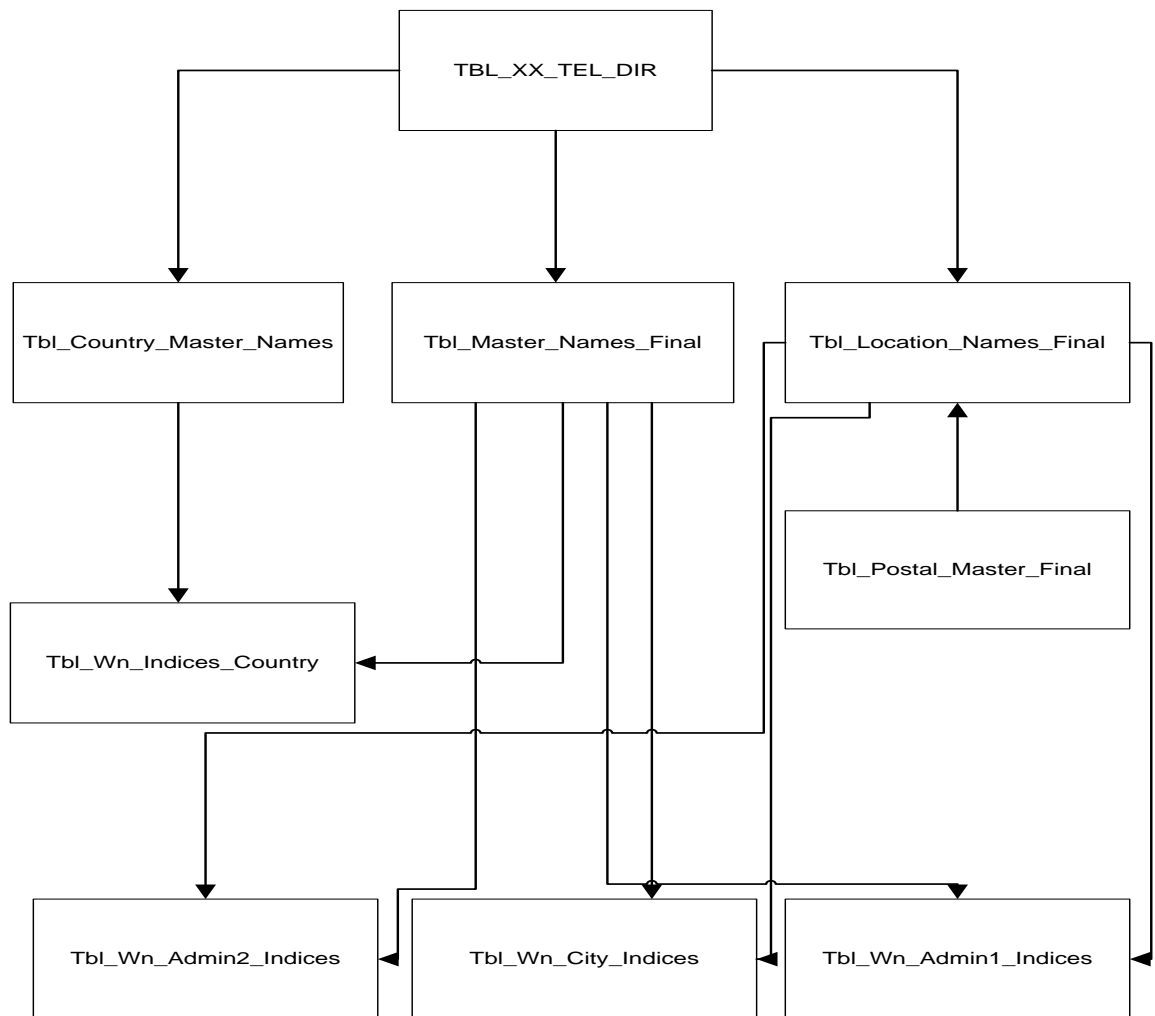 TBL_XX_TEL_DIR
Tbl_Country_Master_Names
Tbl_Master_Names_Final
Tbl_Location_Names_Final
Tbl_Postal_Master_Final
Tbl_Wn_Indices_Country
Tbl_Wn_Admin2_Indices
Tbl_Wn_City_Indices
Tbl_Wn_Admin1_Indices